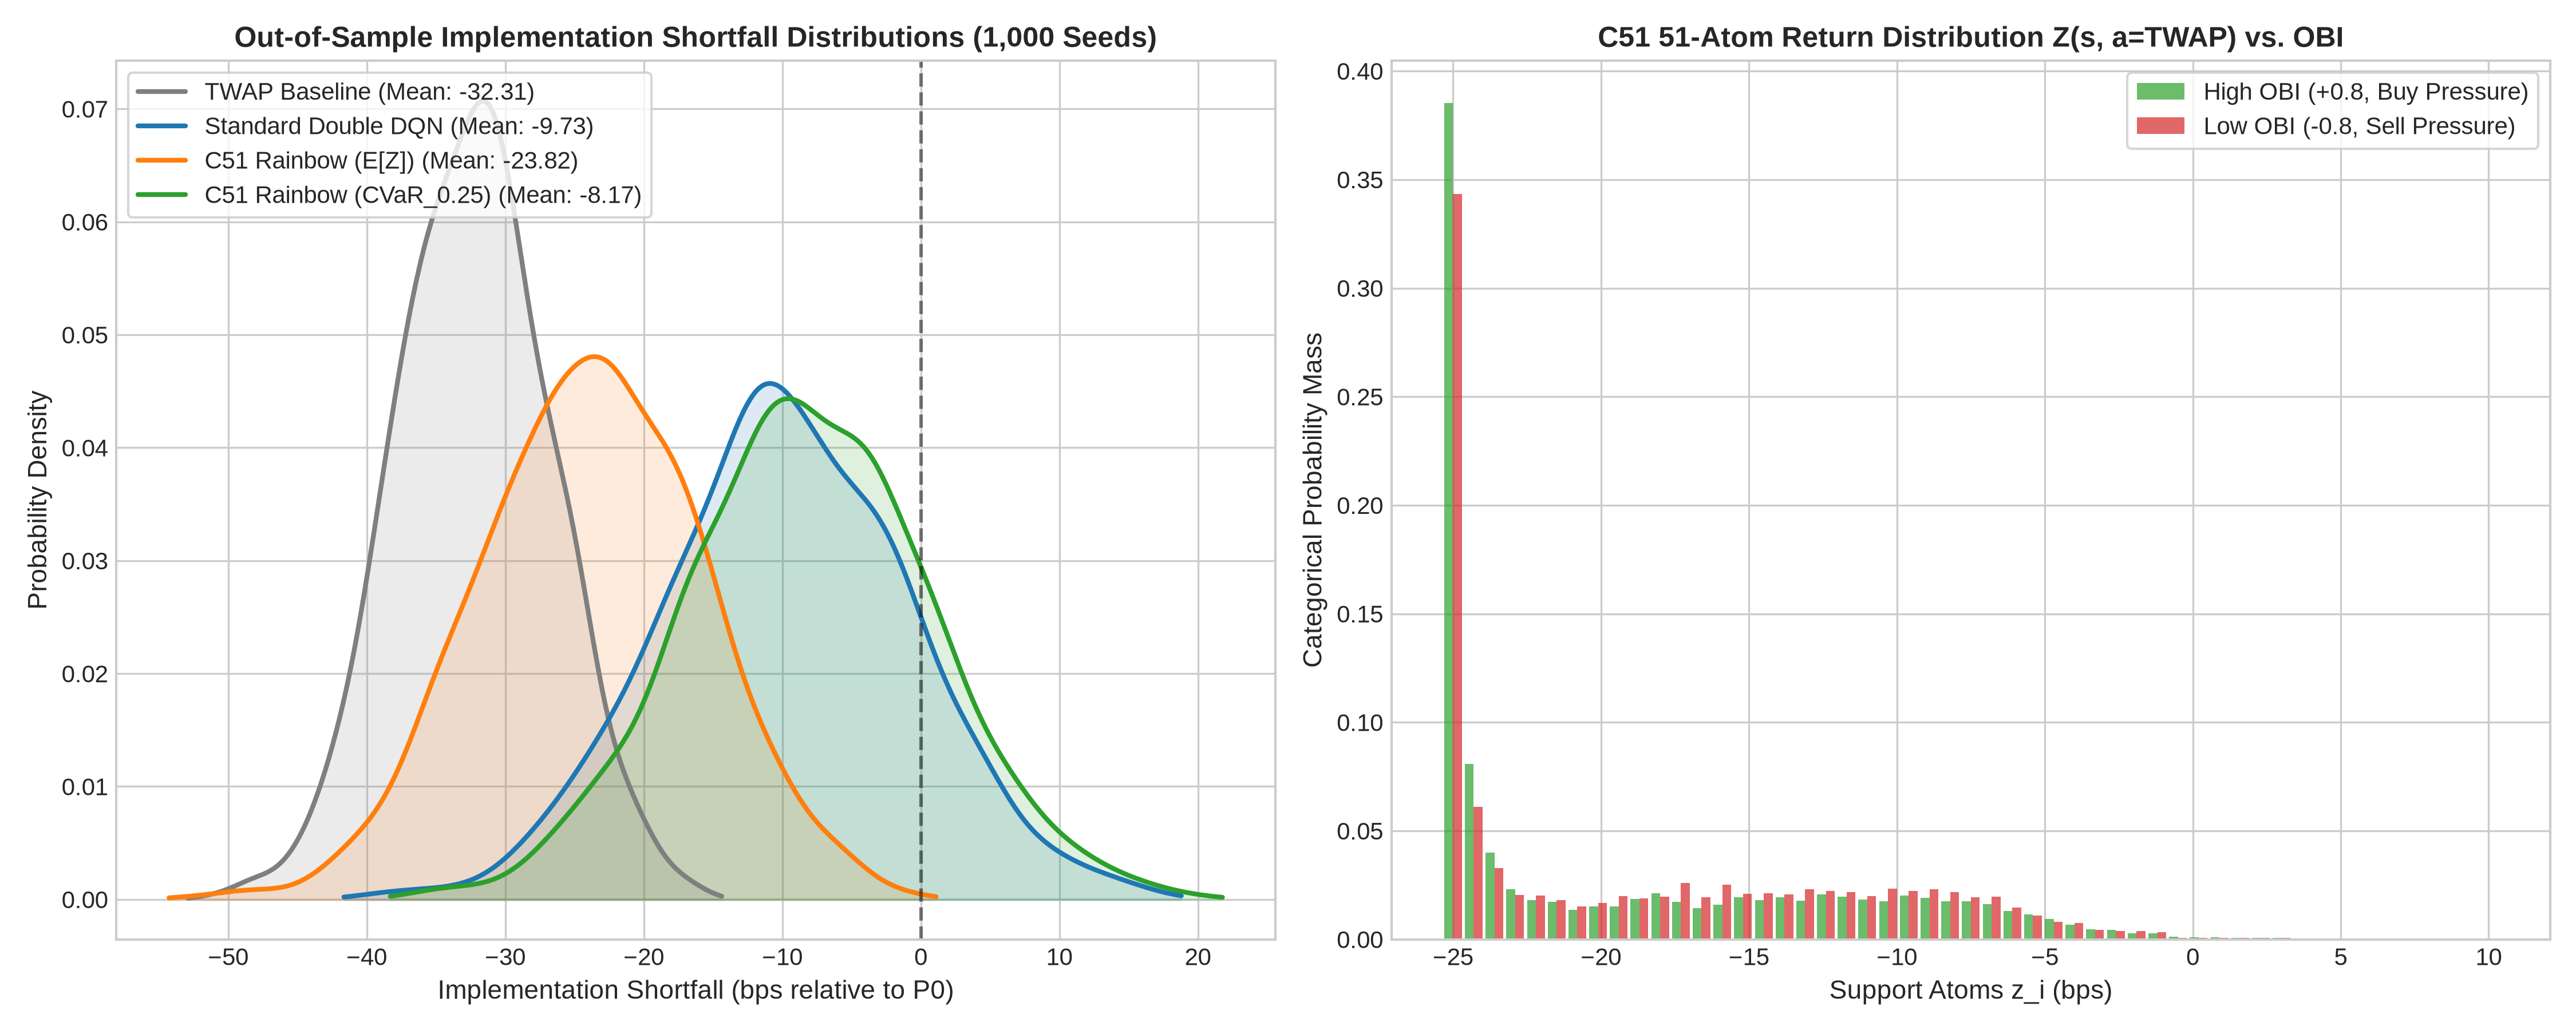 Out-of-Sample Implementation Shortfall Distributions (1,000 Seeds)
TWAP Baseline (Mean: -32.31)
Standard Double DQN (Mean: -9.73)
C51 Rainbow (E[Z]) (Mean: -23.82)
C51 Rainbow (CVaR_0.25) (Mean: -8.17)
Probability Density
0.07
0.06
0.05
0.04
0.03
0.02
0.01
0.00
−50 −40 −30 −20 −10 0 10 20
Implementation Shortfall (bps relative to P0)
C51 51-Atom Return Distribution Z(s, a=TWAP) vs. OBI
High OBI (+0.8, Buy Pressure)
Low OBI (-0.8, Sell Pressure)
Categorical Probability Mass
0.40
0.35
0.30
0.25
0.20
0.15
0.10
0.05
0.00
−25 −20 −15 −10 −5 0 5 10
Support Atoms z_i (bps)